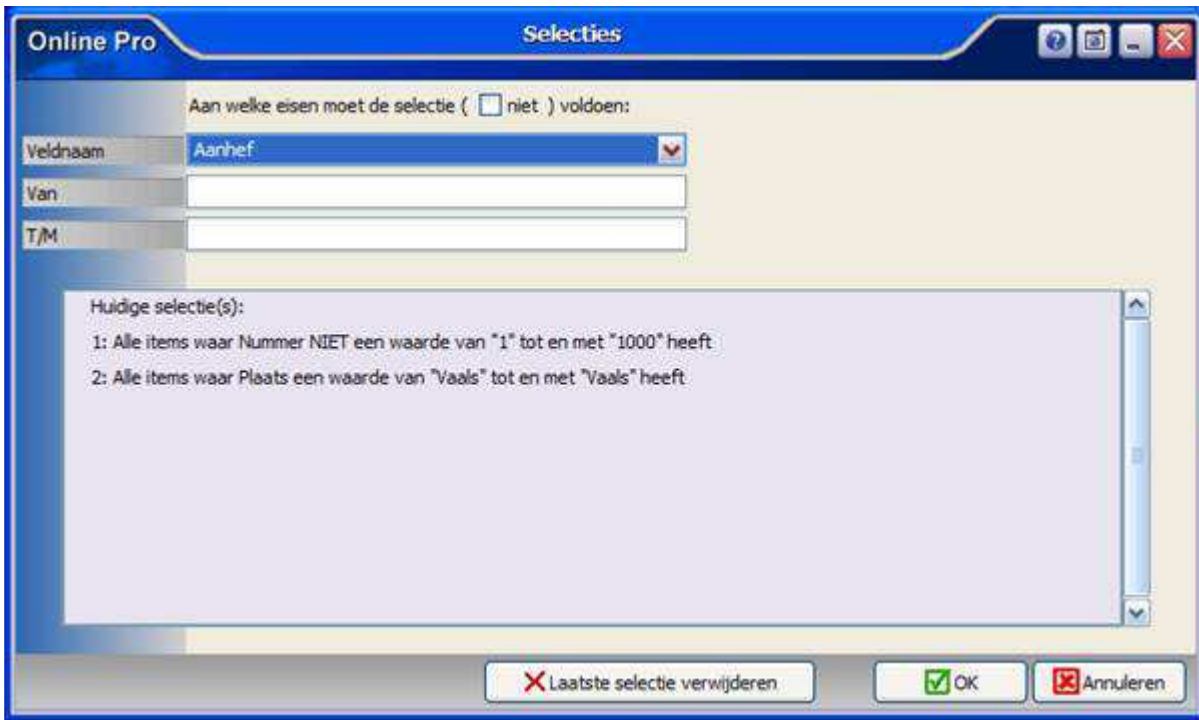 Online Pro
Selecties
Aan welke eisen moet de selectie ( niet ) voldoen:
Veldnaam
Aanhef
Van
T/M
Huidige selectie(s):
1: Alle items waar Nummer NIET een waarde van "1" tot en met "1000" heeft
2: Alle items waar Plaats een waarde van "Vaals" tot en met "Vaals" heeft
Laatste selectie verwijderen
OK
Annuleren